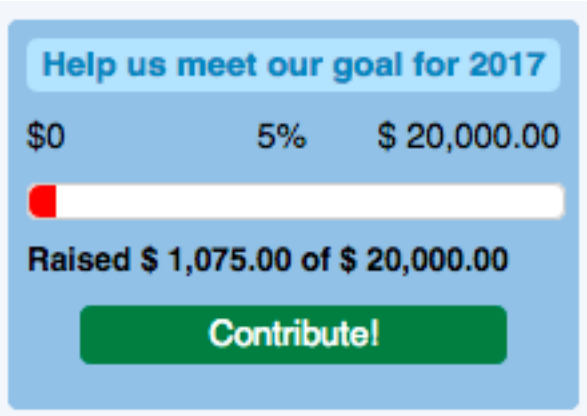 Help us meet our goal for 2017
$0 5% $ 20,000.00
Raised $ 1,075.00 of $ 20,000.00
Contribute!